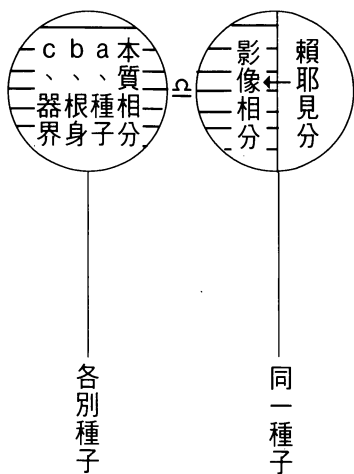 賴耶見分
影像相分
本質相分
a、種子
b、根身
c、器界
同一種子
各別種子